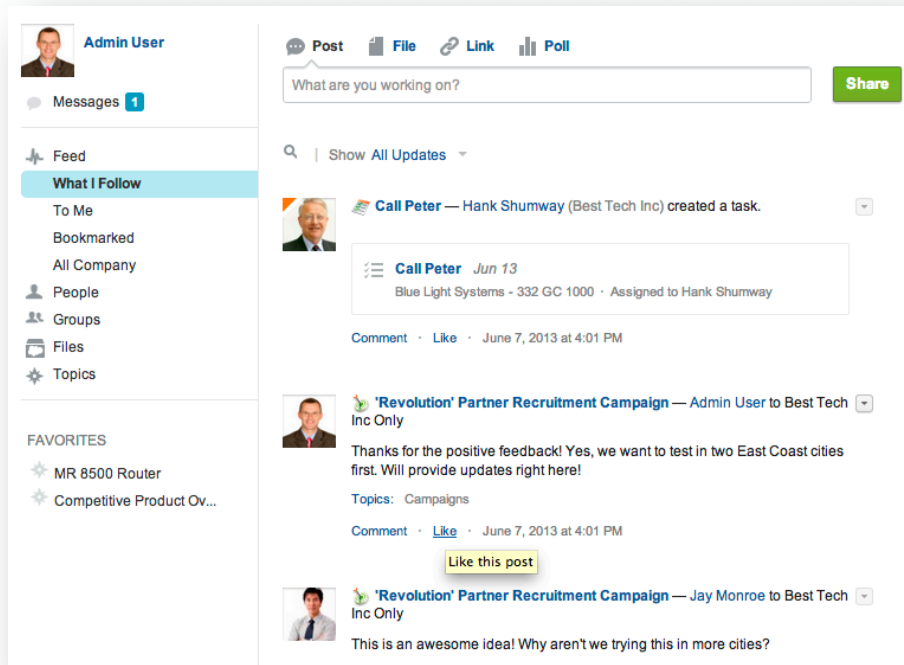 Admin User
Messages 1
Feed
What I Follow
To Me
Bookmarked
All Company
People
Groups
Files
Topics
FAVORITES
MR 8500 Router
Competitive Product Ov...
Post File Link Poll
What are you working on?
Share
Show All Updates
Call Peter — Hank Shumway (Best Tech Inc) created a task.
Call Peter Jun 13
Blue Light Systems - 332 GC 1000 · Assigned to Hank Shumway
Comment · Like · June 7, 2013 at 4:01 PM
'Revolution' Partner Recruitment Campaign — Admin User to Best Tech
Inc Only
Thanks for the positive feedback! Yes, we want to test in two East Coast cities
first. Will provide updates right here!
Topics: Campaigns
Comment · Like · June 7, 2013 at 4:01 PM
Like this post
'Revolution' Partner Recruitment Campaign — Jay Monroe to Best Tech
Inc Only
This is an awesome idea! Why aren't we trying this in more cities?